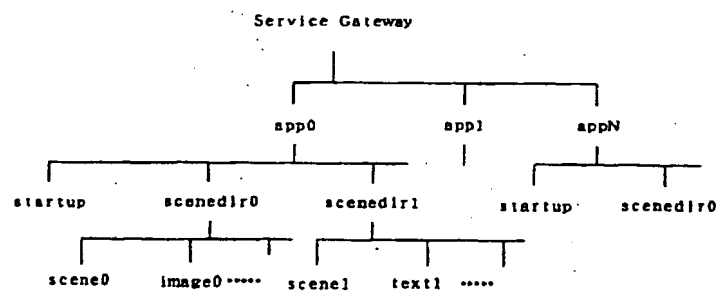 Service Gateway
app0 app1 appN
startup scenedir0 scenedir1 startup scenedir0
scene0 image0 ..... scene1 text1 .....